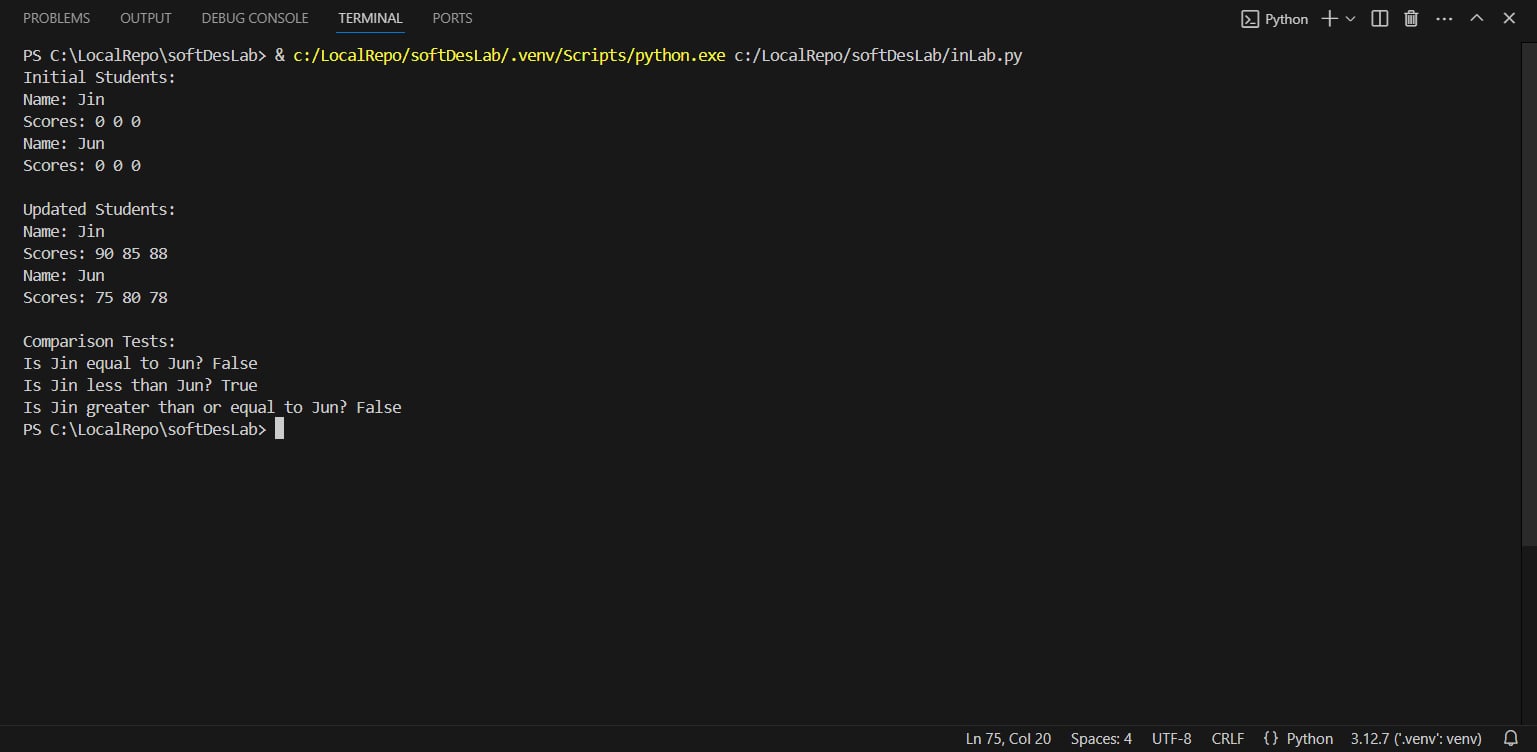 PROBLEMS OUTPUT DEBUG CONSOLE TERMINAL PORTS Python
PS C:\LocalRepo\softDesLab> & c:/LocalRepo/softDesLab/.venv/Scripts/python.exe c:/LocalRepo/softDesLab/inLab.py
Initial Students:
Name: Jin
Scores: 0 0 0
Name: Jun
Scores: 0 0 0

Updated Students:
Name: Jin
Scores: 90 85 88
Name: Jun
Scores: 75 80 78

Comparison Tests:
Is Jin equal to Jun? False
Is Jin less than Jun? True
Is Jin greater than or equal to Jun? False
PS C:\LocalRepo\softDesLab>
Ln 75, Col 20 Spaces: 4 UTF-8 CRLF {} Python 3.12.7 ('.venv': venv)